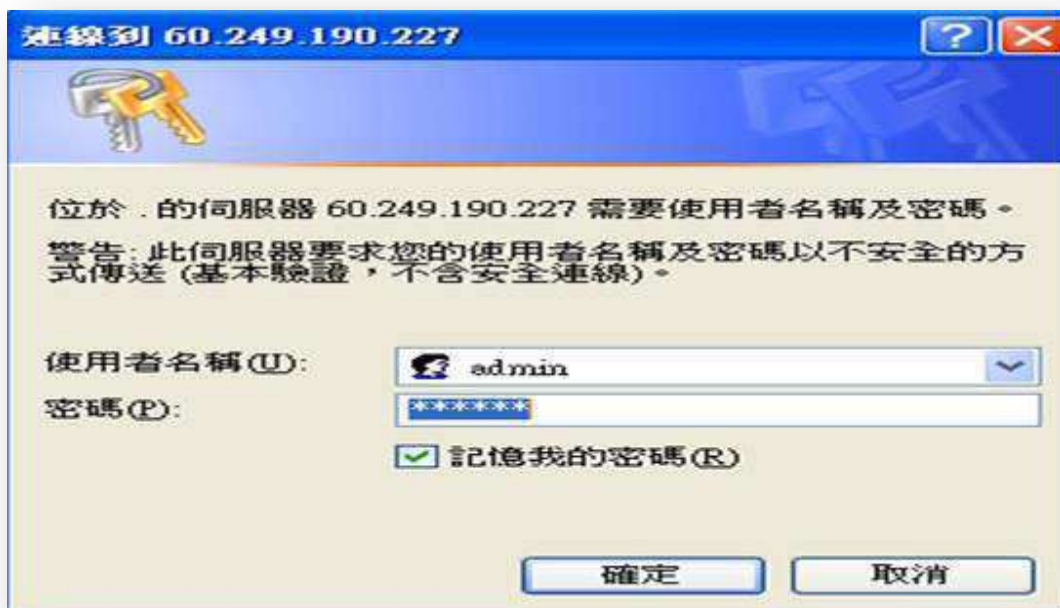 連線到 60.249.190.227
位於 . 的伺服器 60.249.190.227 需要使用者名稱及密碼。
警告: 此伺服器要求您的使用者名稱及密碼以不安全的方
式傳送 (基本驗證，不含安全連線)。
使用者名稱(U): admin
密碼(P): ******
記憶我的密碼(R)
確定 取消